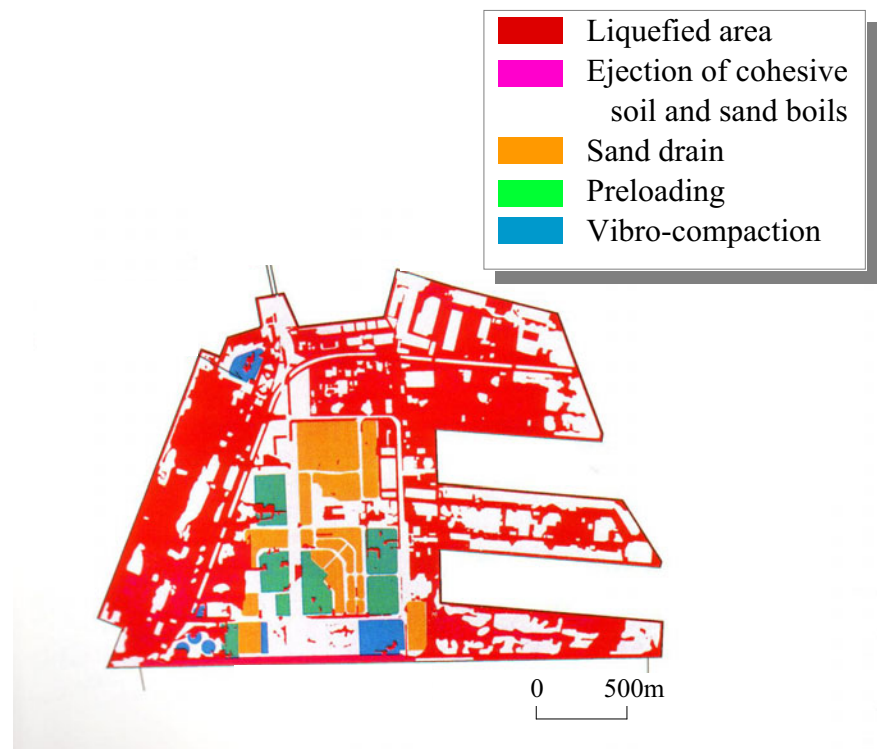 Liquefied area
Ejection of cohesive
soil and sand boils
Sand drain
Preloading
Vibro-compaction
0 500m